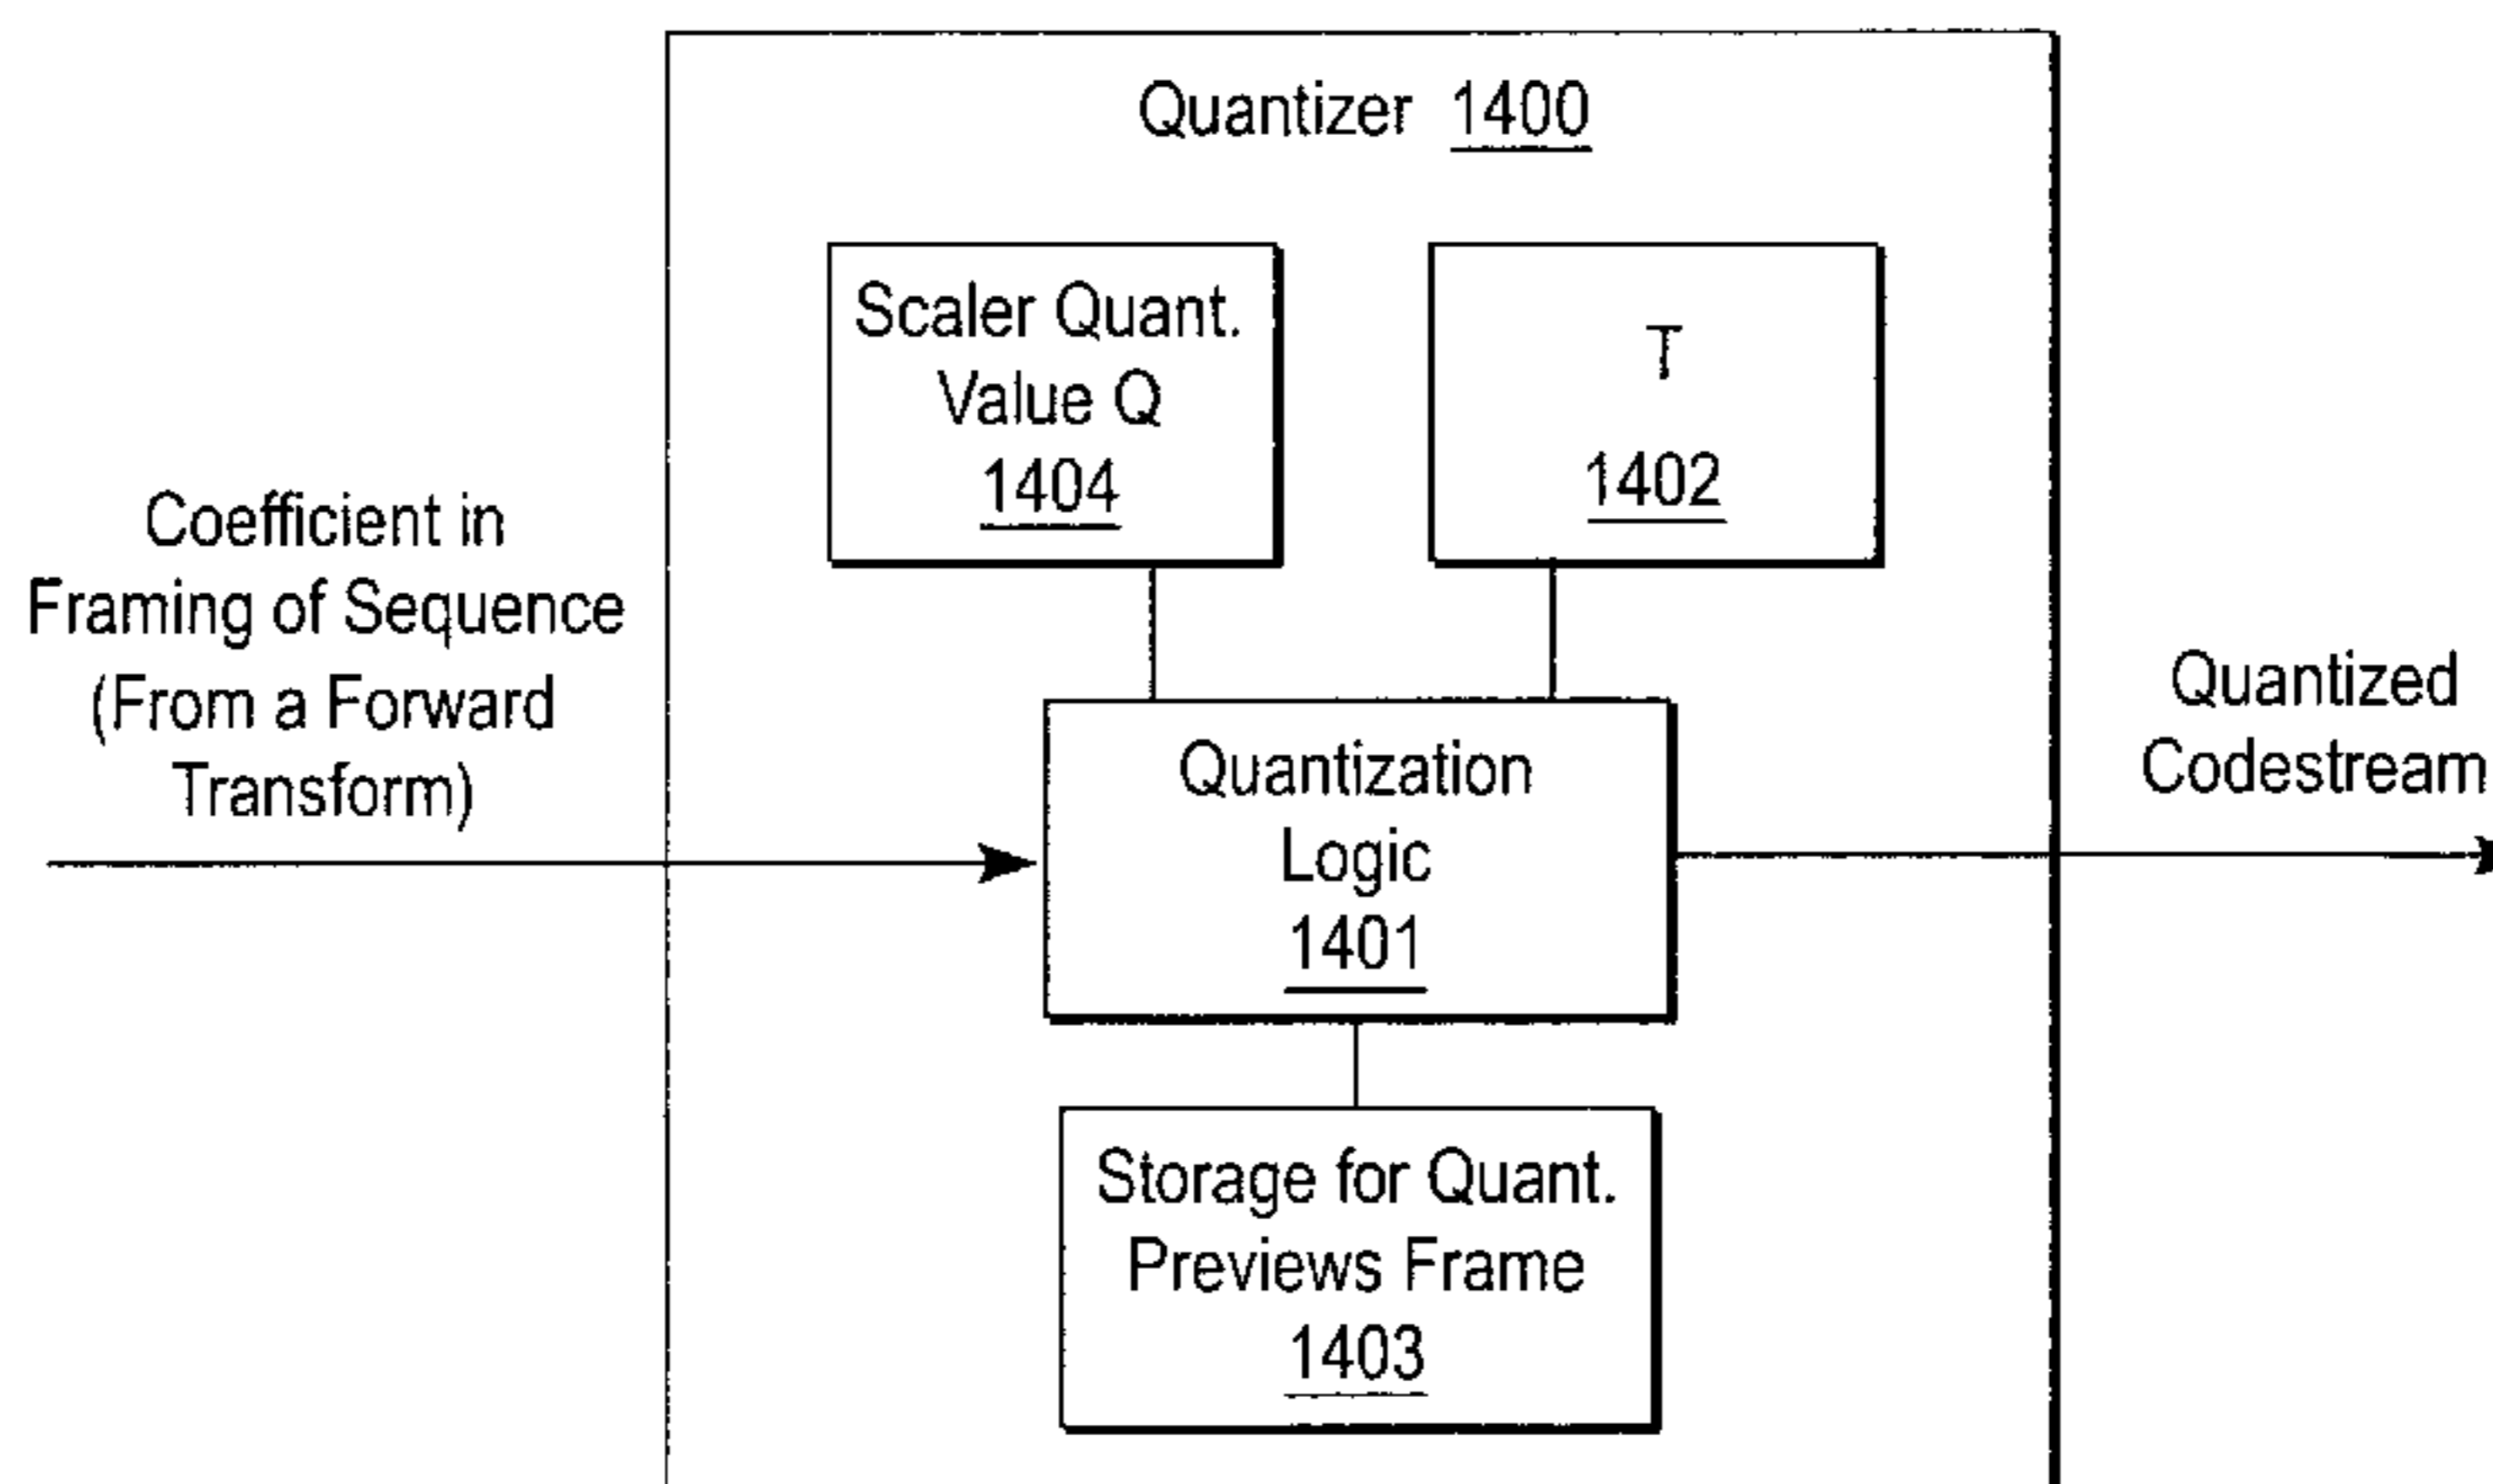 Quantizer 1400
Scaler Quant.
Value Q
1404
T
1402
Coefficient in
Framing of Sequence
(From a Forward
Transform)
Quantization
Logic
1401
Quantized
Codestream
Storage for Quant.
Previews Frame
1403